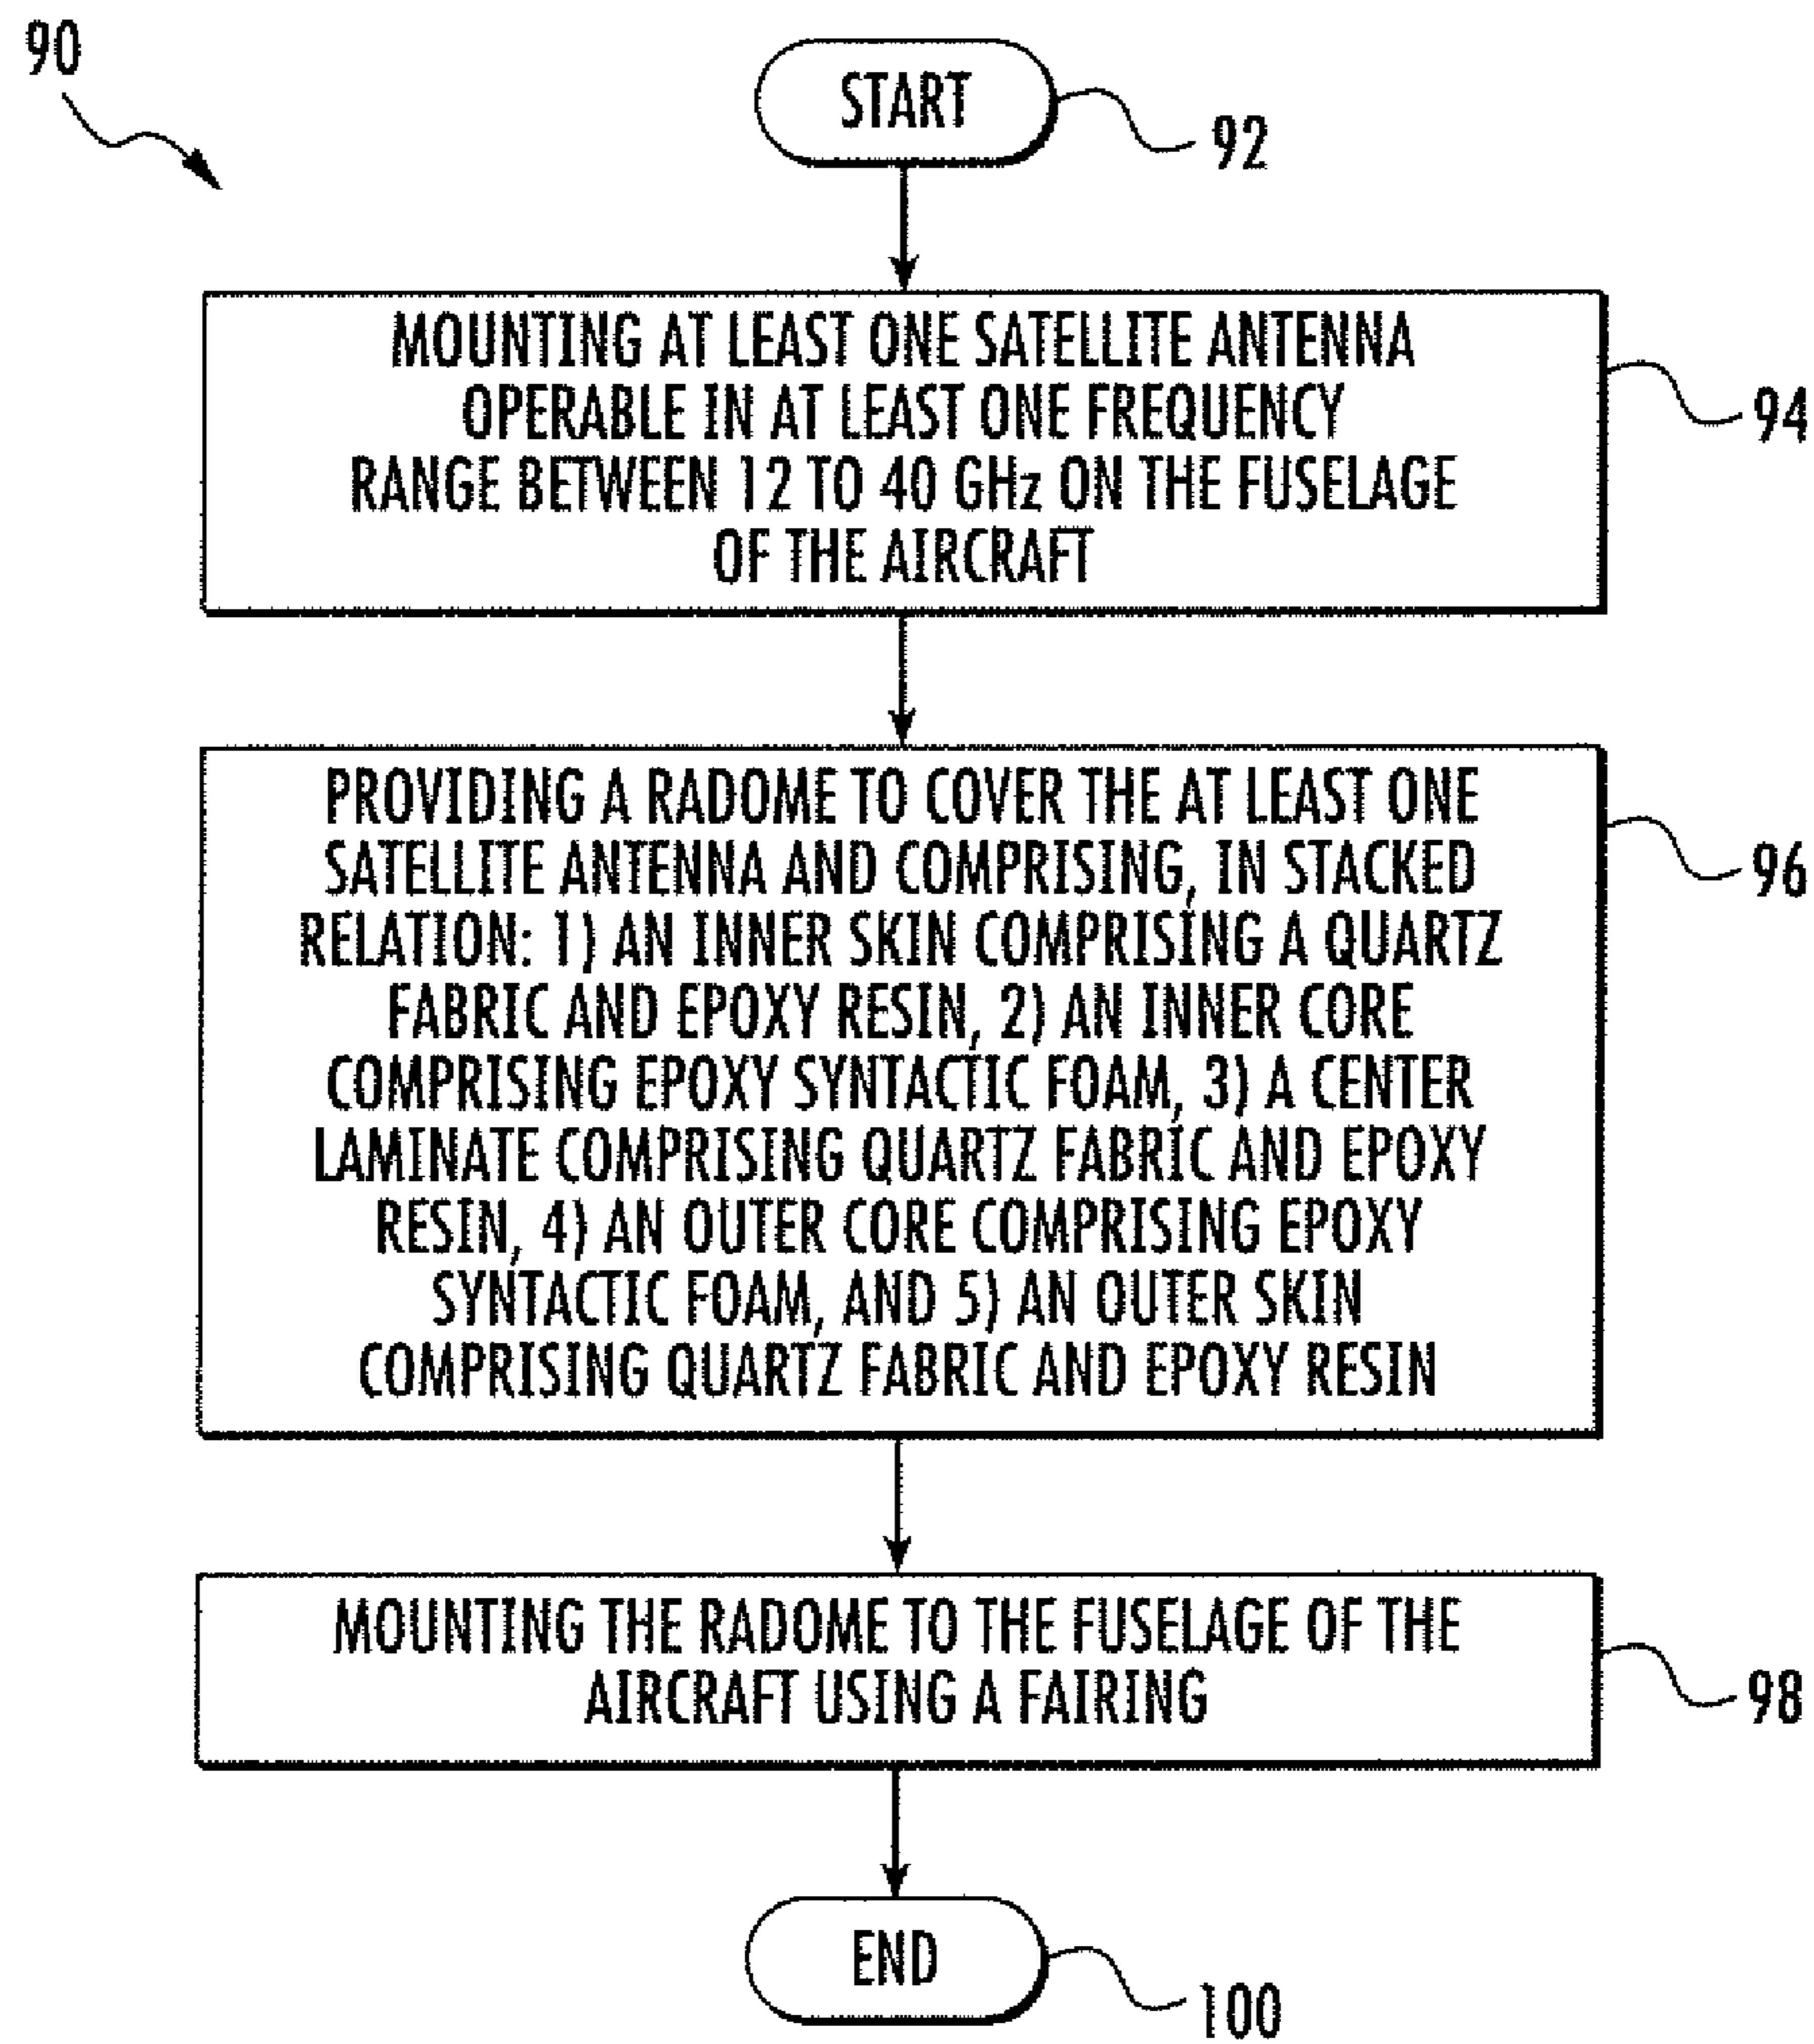 90
START
92
MOUNTING AT LEAST ONE SATELLITE ANTENNA
OPERABLE IN AT LEAST ONE FREQUENCY
RANGE BETWEEN 12 TO 40 GHz ON THE FUSELAGE
OF THE AIRCRAFT
94
PROVIDING A RADOME TO COVER THE AT LEAST ONE
SATELLITE ANTENNA AND COMPRISING, IN STACKED
RELATION: 1) AN INNER SKIN COMPRISING A QUARTZ
FABRIC AND EPOXY RESIN, 2) AN INNER CORE
COMPRISING EPOXY SYNTACTIC FOAM, 3) A CENTER
LAMINATE COMPRISING QUARTZ FABRIC AND EPOXY
RESIN, 4) AN OUTER CORE COMPRISING EPOXY
SYNTACTIC FOAM, AND 5) AN OUTER SKIN
COMPRISING QUARTZ FABRIC AND EPOXY RESIN
96
MOUNTING THE RADOME TO THE FUSELAGE OF THE
AIRCRAFT USING A FAIRING
98
END
100